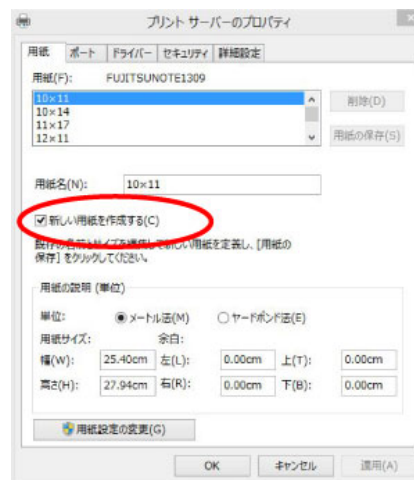 プリント サーバーのプロパティ
用紙 ポート ドライバー セキュリティ 詳細設定
用紙(F): FUJITSUNOTE1309
10×11
10×14
11×17
12×11
削除(D)
用紙の保存(S)
用紙名(N): 10×11
新しい用紙を作成する(C)
既存の名前とサイズを編集して新しい用紙を定義し、[用紙の
保存] をクリックしてください。
用紙の説明 (単位)
単位: メートル法(M) ヤードポンド法(E)
用紙サイズ: 余白:
幅(W): 25.40cm 左(L): 0.00cm 上(T): 0.00cm
高さ(H): 27.94cm 右(R): 0.00cm 下(B): 0.00cm
用紙設定の変更(G)
OK キャンセル 適用(A)